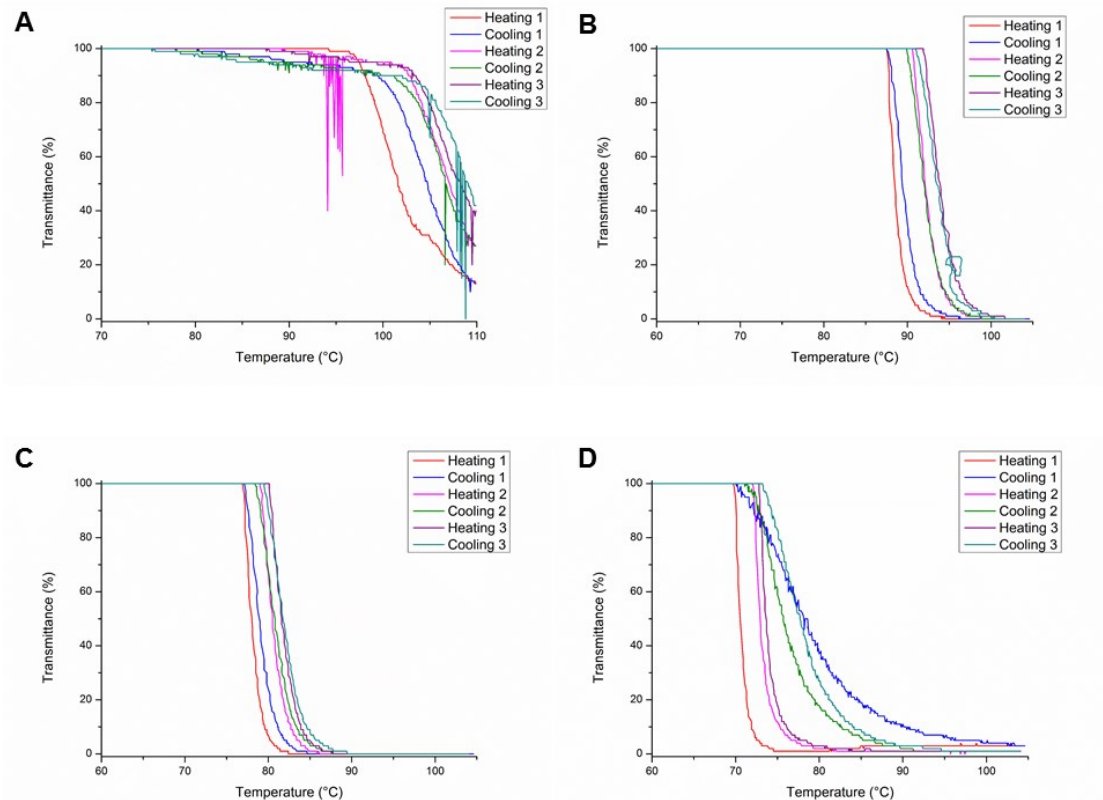 A
Heating 1
Cooling 1
Heating 2
Cooling 2
Heating 3
Cooling 3
100
80
60
40
20
0
Transmittance (%)
70
80
90
100
110
Temperature (°C)
B
Heating 1
Cooling 1
Heating 2
Cooling 2
Heating 3
Cooling 3
100
80
60
40
20
0
Transmittance (%)
60
70
80
90
100
Temperature (°C)
C
Heating 1
Cooling 1
Heating 2
Cooling 2
Heating 3
Cooling 3
100
80
60
40
20
0
Transmittance (%)
60
70
80
90
100
Temperature (°C)
D
Heating 1
Cooling 1
Heating 2
Cooling 2
Heating 3
Cooling 3
100
80
60
40
20
0
Transmittance (%)
60
70
80
90
100
Temperature (°C)